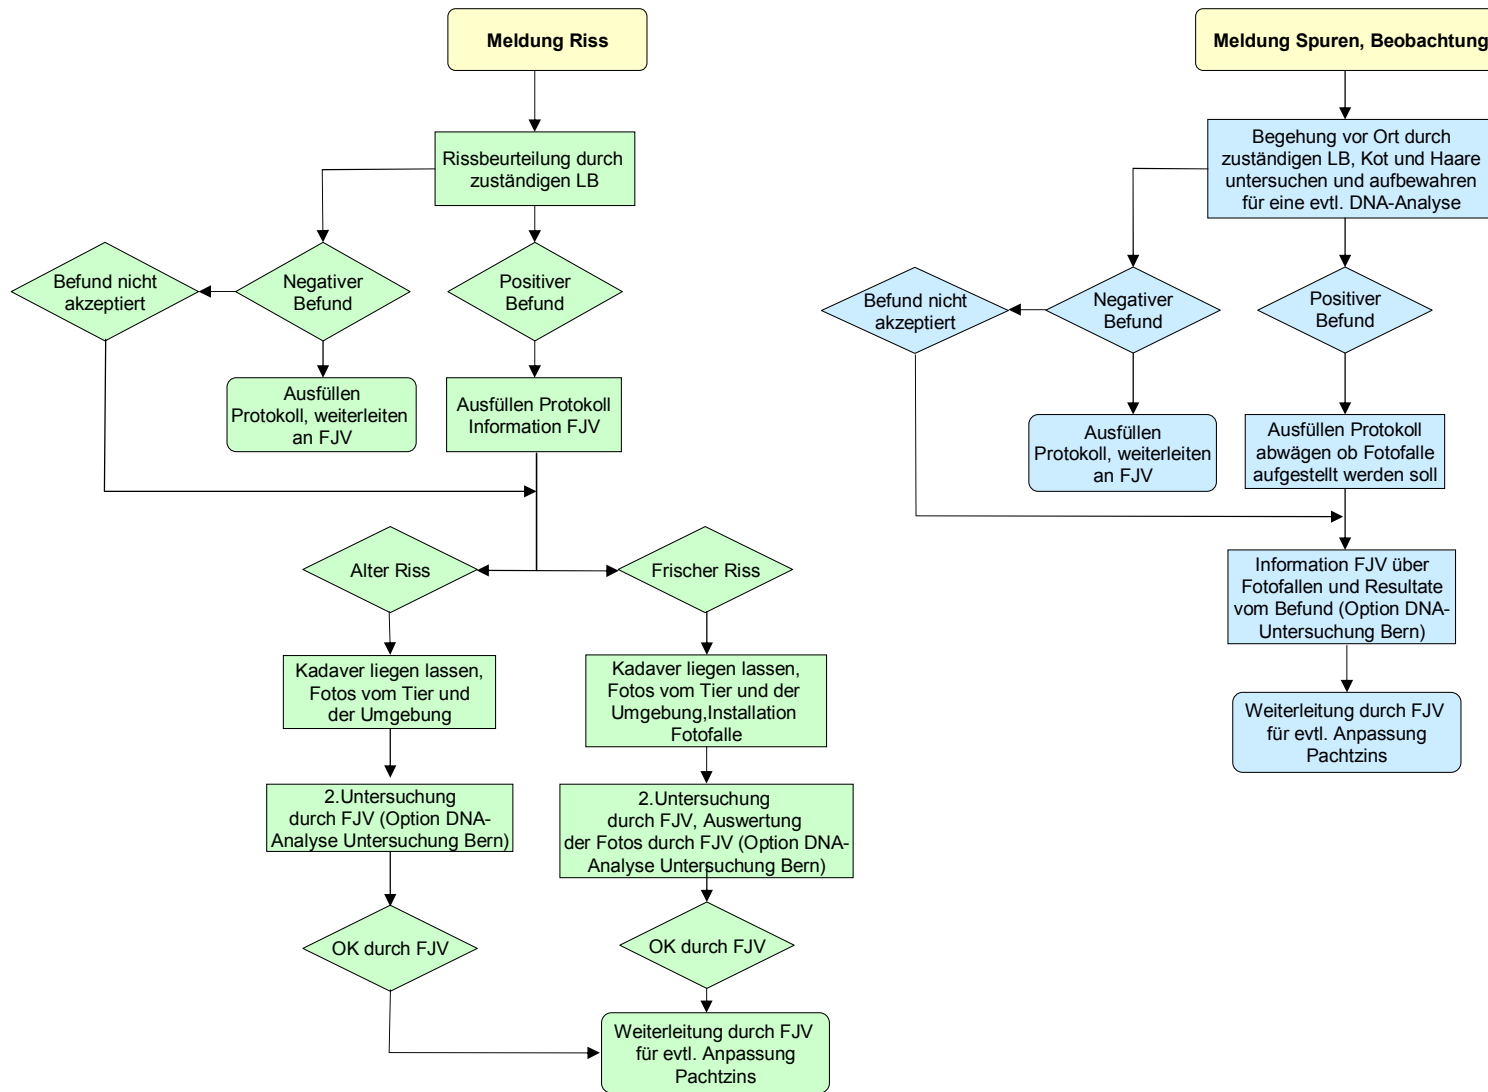 Meldung Riss
Rissbeurteilung durch
zuständigen LB
Befund nicht
akzeptiert
Negativer
Befund
Positiver
Befund
Ausfüllen
Protokoll, weiterleiten
an FJV
Ausfüllen Protokoll
Information FJV
Alter Riss
Frischer Riss
Kadaver liegen lassen,
Fotos vom Tier und
der Umgebung
Kadaver liegen lassen,
Fotos vom Tier und der
Umgebung,Installation
Fotofalle
2.Untersuchung
durch FJV (Option DNA-
Analyse Untersuchung Bern)
2.Untersuchung
durch FJV, Auswertung
der Fotos durch FJV (Option DNA-
Analyse Untersuchung Bern)
OK durch FJV
OK durch FJV
Weiterleitung durch FJV
für evtl. Anpassung
Pachtzins
Meldung Spuren, Beobachtung
Begehung vor Ort durch
zuständigen LB, Kot und Haare
untersuchen und aufbewahren
für eine evtl. DNA-Analyse
Befund nicht
akzeptiert
Negativer
Befund
Positiver
Befund
Ausfüllen
Protokoll, weiterleiten
an FJV
Ausfüllen Protokoll
abwägen ob Fotofalle
aufgestellt werden soll
Information FJV über
Fotofallen und Resultate
vom Befund (Option DNA-
Untersuchung Bern)
Weiterleitung durch FJV
für evtl. Anpassung
Pachtzins